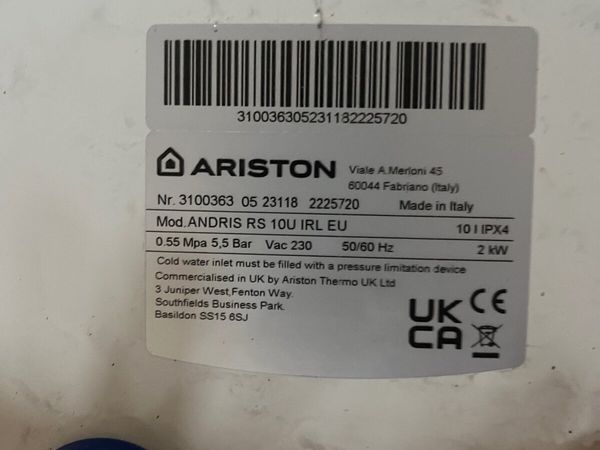 310036305231182225720
ARISTON Viale A.Merloni 45
60044 Fabriano (Italy)
Nr. 3100363 05 23118 2225720 Made in Italy
Mod.ANDRIS RS 10U IRL EU 10 l IPX4
0.55 Mpa 5,5 Bar Vac 230 50/60 Hz 2 kW
Cold water inlet must be filled with a pressure limitation device
Commercialised in UK by Ariston Thermo UK Ltd
3 Juniper West,Fenton Way.
Southfields Business Park.
Basildon SS15 6SJ
UK CE
CA